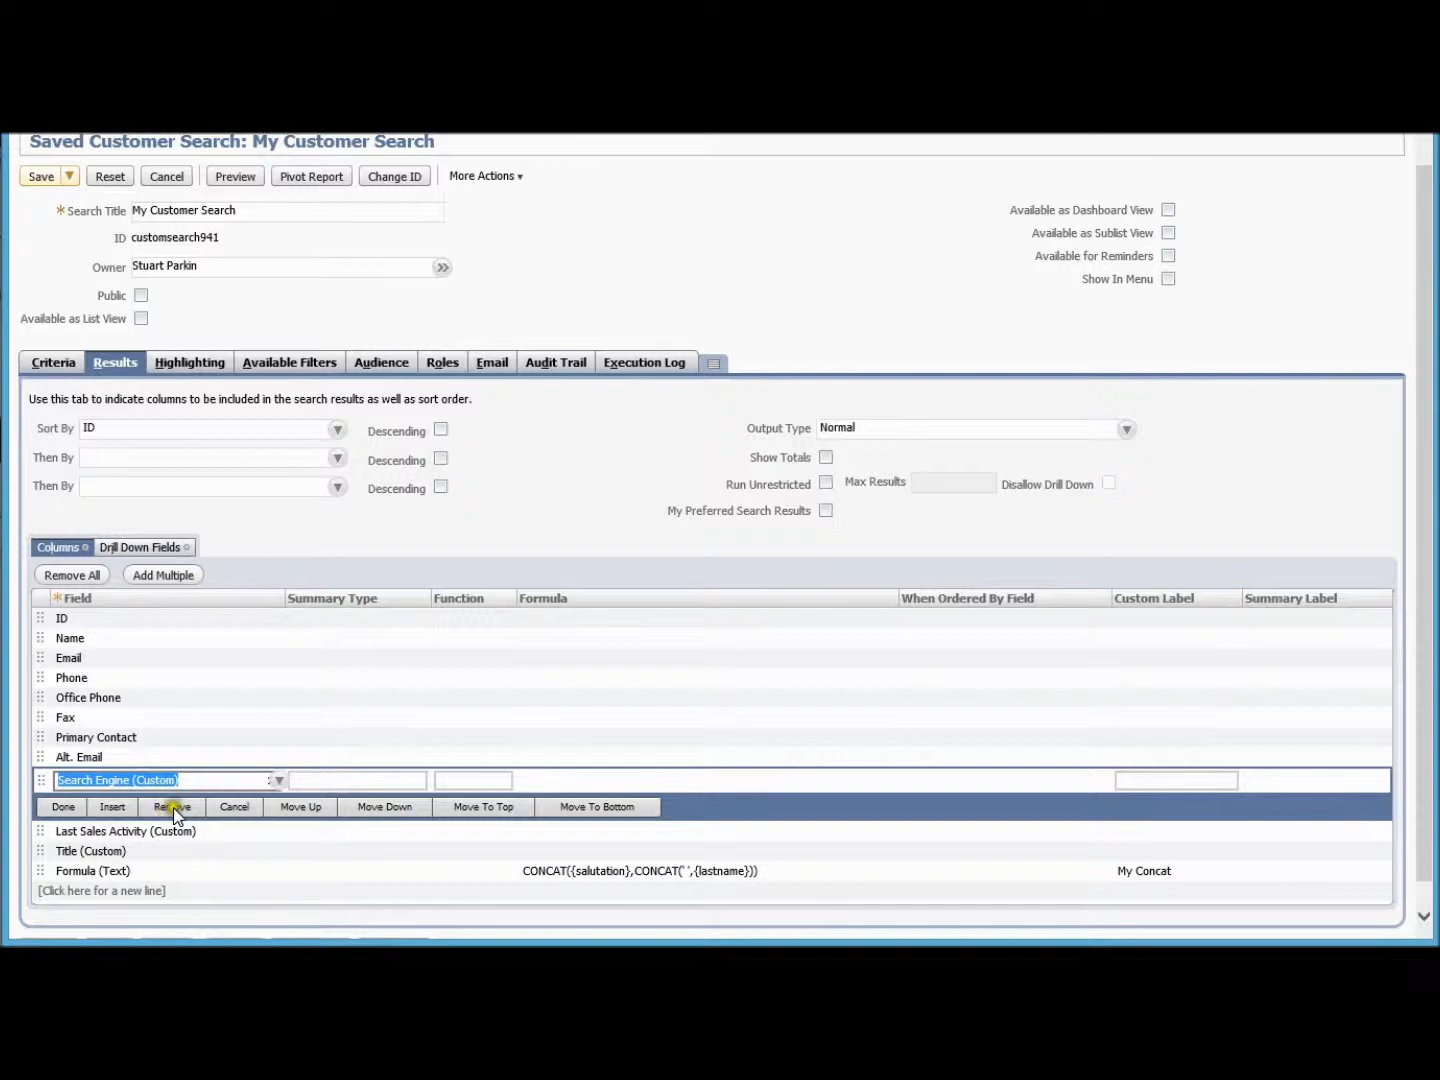 Saved Customer Search: My Customer Search
Save Reset Cancel Preview Pivot Report Change ID More Actions
Search Title My Customer Search
ID customsearch941
Owner Stuart Parkin
Public
Available as List View
Available as Dashboard View
Available as Sublist View
Available for Reminders
Show In Menu
Criteria Results Highlighting Available Filters Audience Roles Email Audit Trail Execution Log
Use this tab to indicate columns to be included in the search results as well as sort order.
Sort By ID Descending
Then By Descending
Then By Descending
Output Type Normal
Show Totals
Run Unrestricted Max Results Disallow Drill Down
My Preferred Search Results
Columns Drill Down Fields
Remove All Add Multiple
Field Summary Type Function Formula When Ordered By Field Custom Label Summary Label
ID
Name
Email
Phone
Office Phone
Fax
Primary Contact
Alt. Email
Search Engine (Custom)
Done Insert Remove Cancel Move Up Move Down Move To Top Move To Bottom
Last Sales Activity (Custom)
Title (Custom)
Formula (Text) CONCAT({salutation},CONCAT(' ',{lastname})) My Concat
[Click here for a new line]